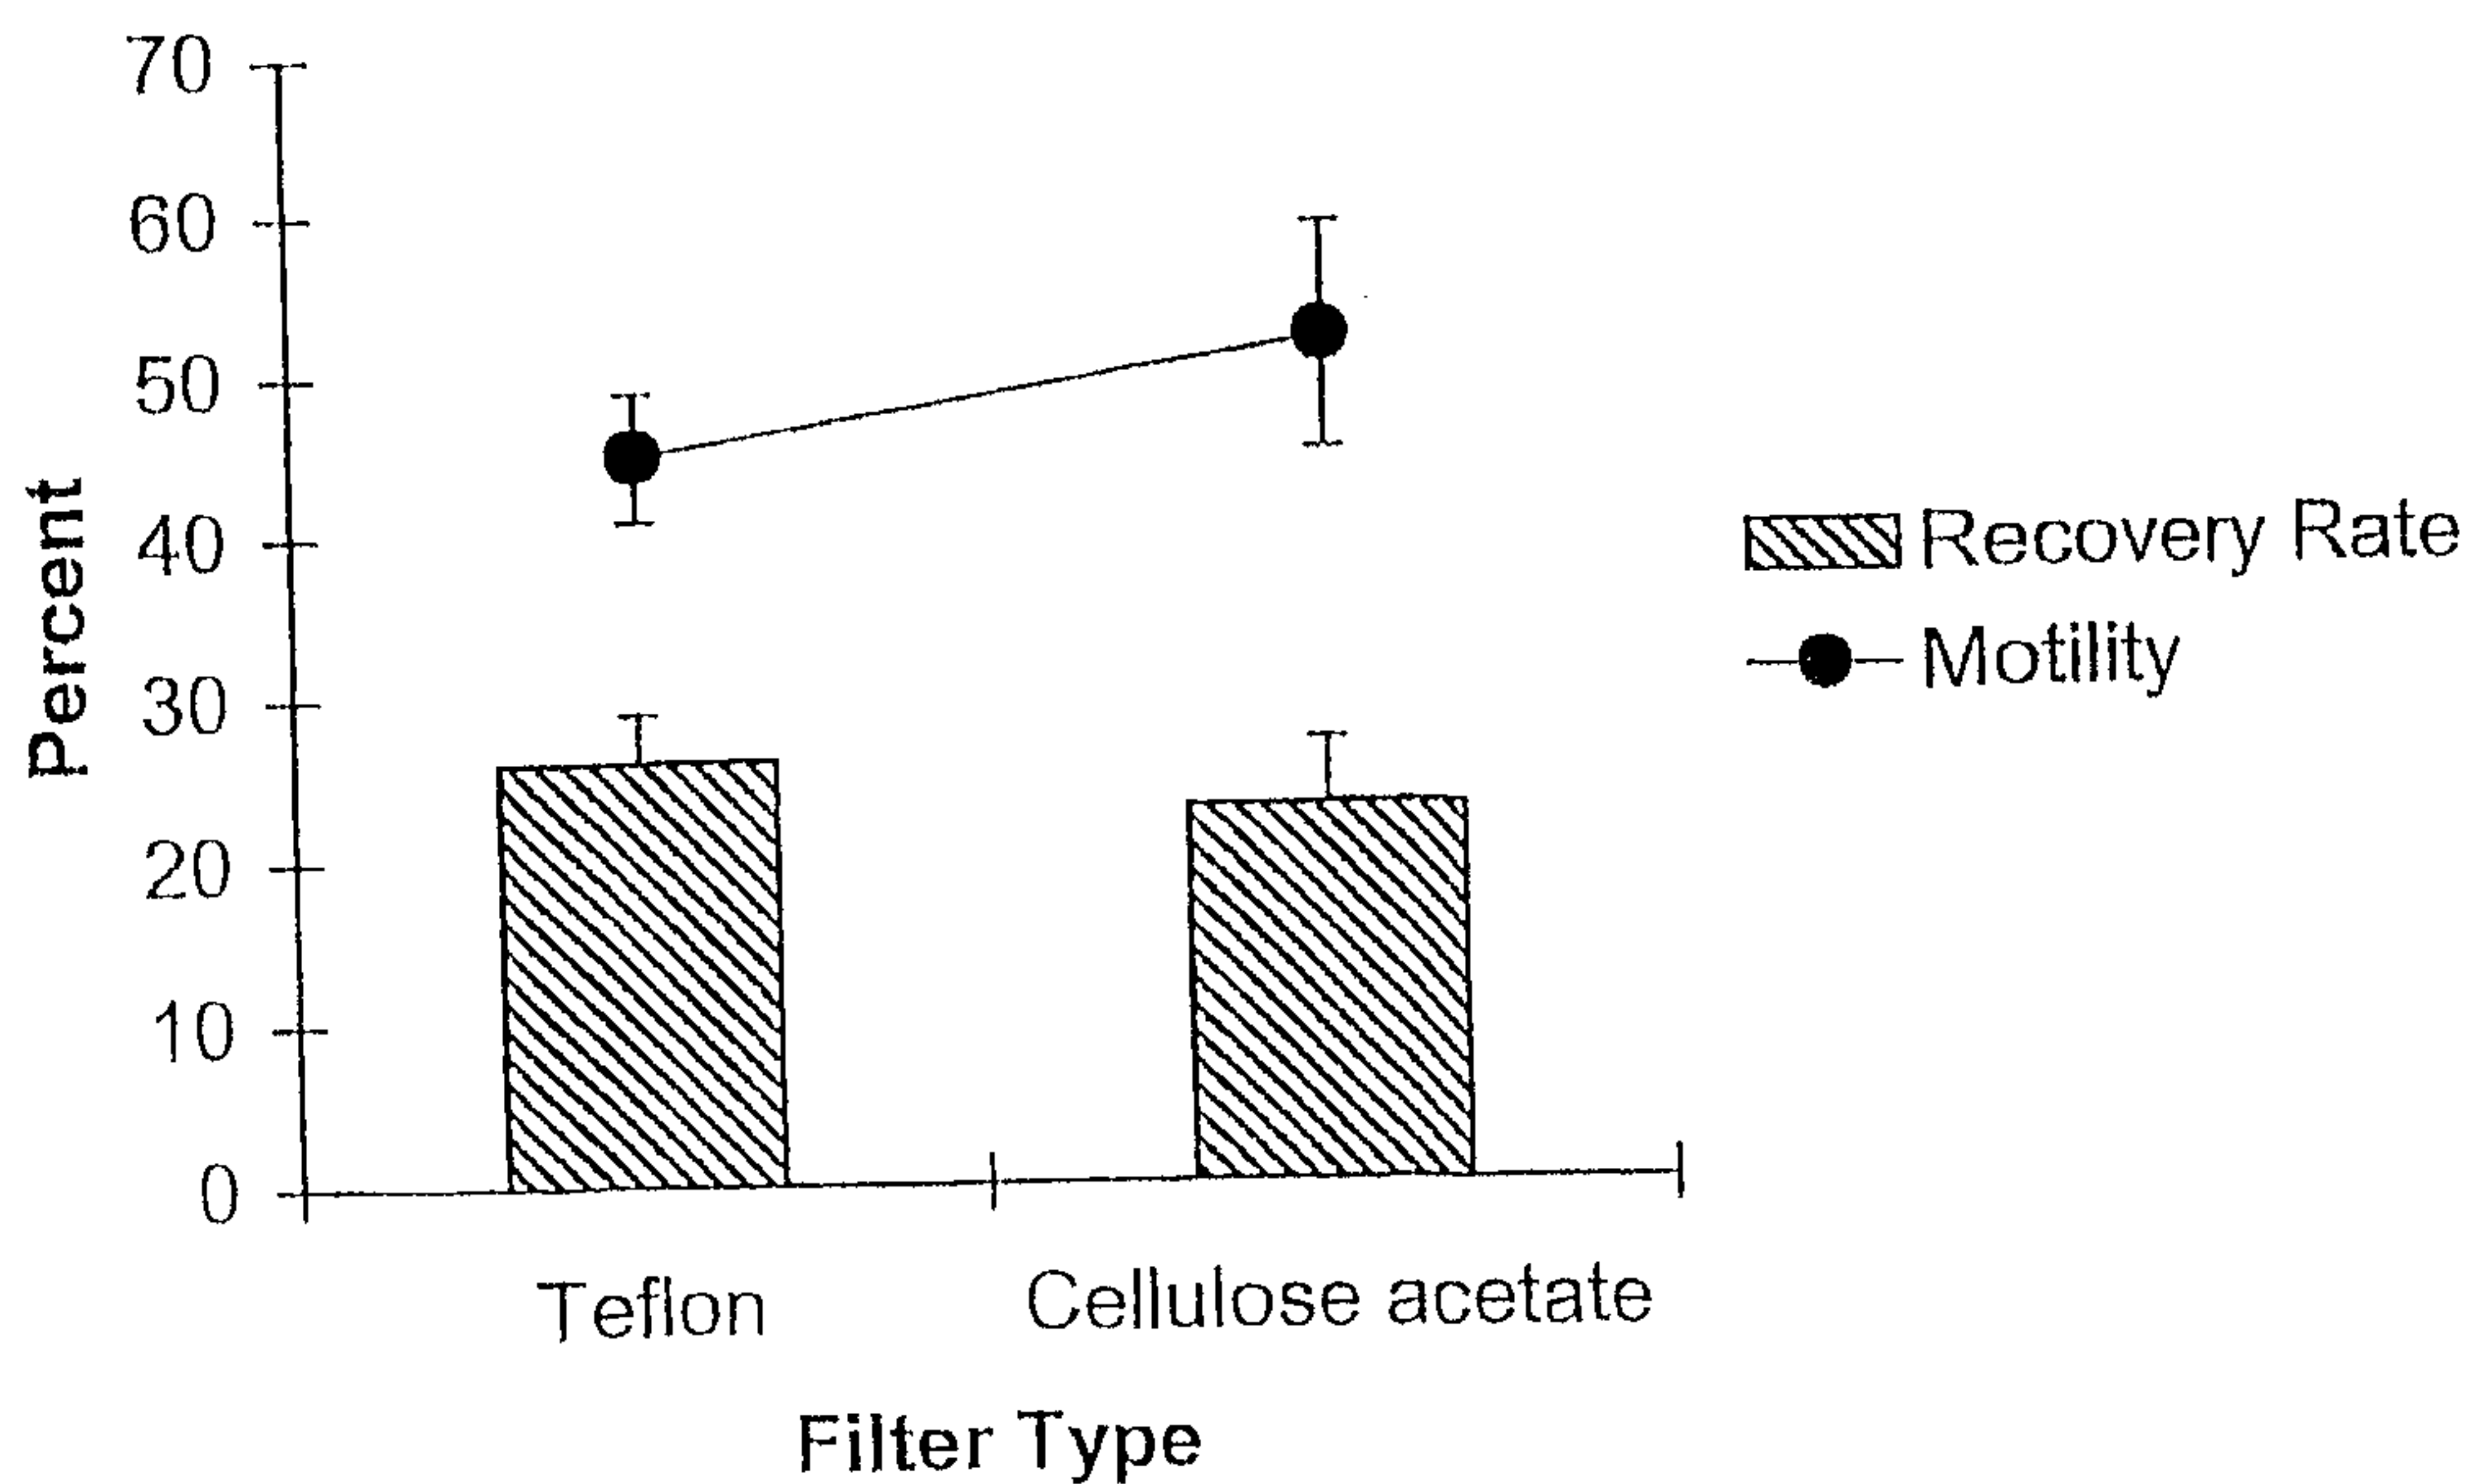 70
60
50
40
30
20
10
0
Percent
Recovery Rate
Motility
Teflon
Cellulose acetate
Filter Type